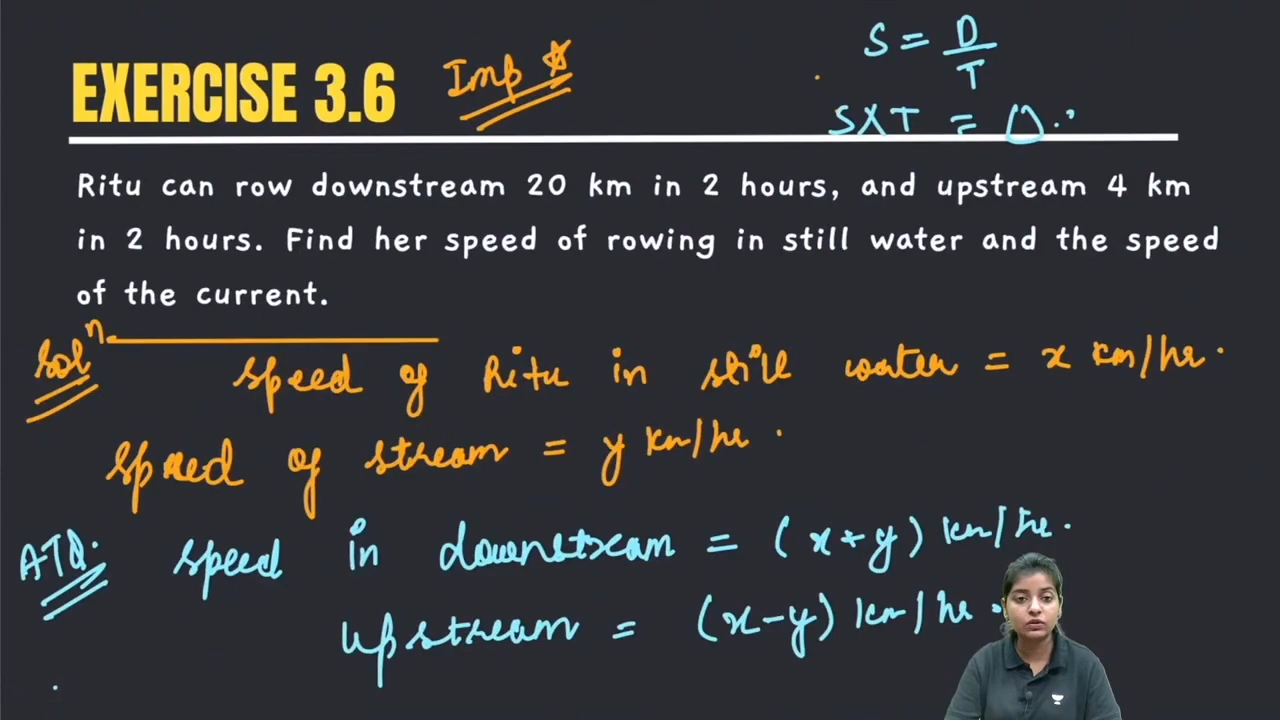 EXERCISE 3.6 Imp
S = D/T
S X T = D
Ritu can row downstream 20 km in 2 hours, and upstream 4 km
in 2 hours. Find her speed of rowing in still water and the speed
of the current.
Solⁿ
Speed of Ritu in still water = x km/hr.
Speed of stream = y km/hr.
ATQ. Speed in downstream = (x+y) km/hr.
upstream = (x-y) km/hr.